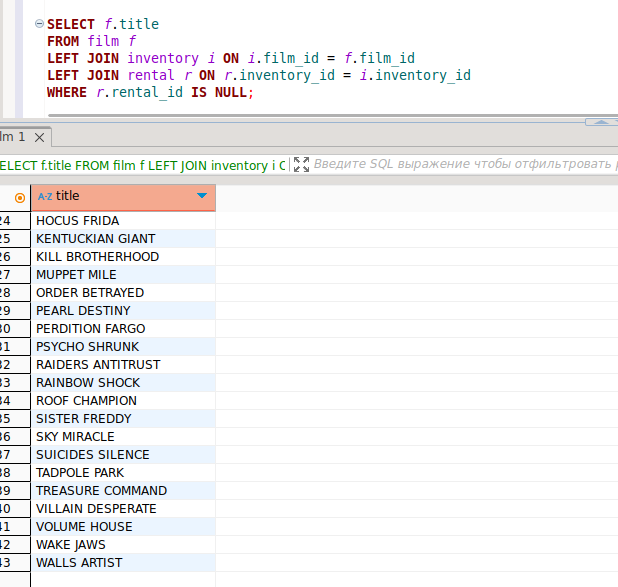 SELECT f.title
FROM film f
LEFT JOIN inventory i ON i.film_id = f.film_id
LEFT JOIN rental r ON r.inventory_id = i.inventory_id
WHERE r.rental_id IS NULL;
lm 1
ELECT f.title FROM film f LEFT JOIN inventory i C Введите SQL выражение чтобы отфильтровать
A-Z title
24 HOCUS FRIDA
25 KENTUCKIAN GIANT
26 KILL BROTHERHOOD
27 MUPPET MILE
28 ORDER BETRAYED
29 PEARL DESTINY
30 PERDITION FARGO
31 PSYCHO SHRUNK
32 RAIDERS ANTITRUST
33 RAINBOW SHOCK
34 ROOF CHAMPION
35 SISTER FREDDY
36 SKY MIRACLE
37 SUICIDES SILENCE
38 TADPOLE PARK
39 TREASURE COMMAND
40 VILLAIN DESPERATE
41 VOLUME HOUSE
42 WAKE JAWS
43 WALLS ARTIST